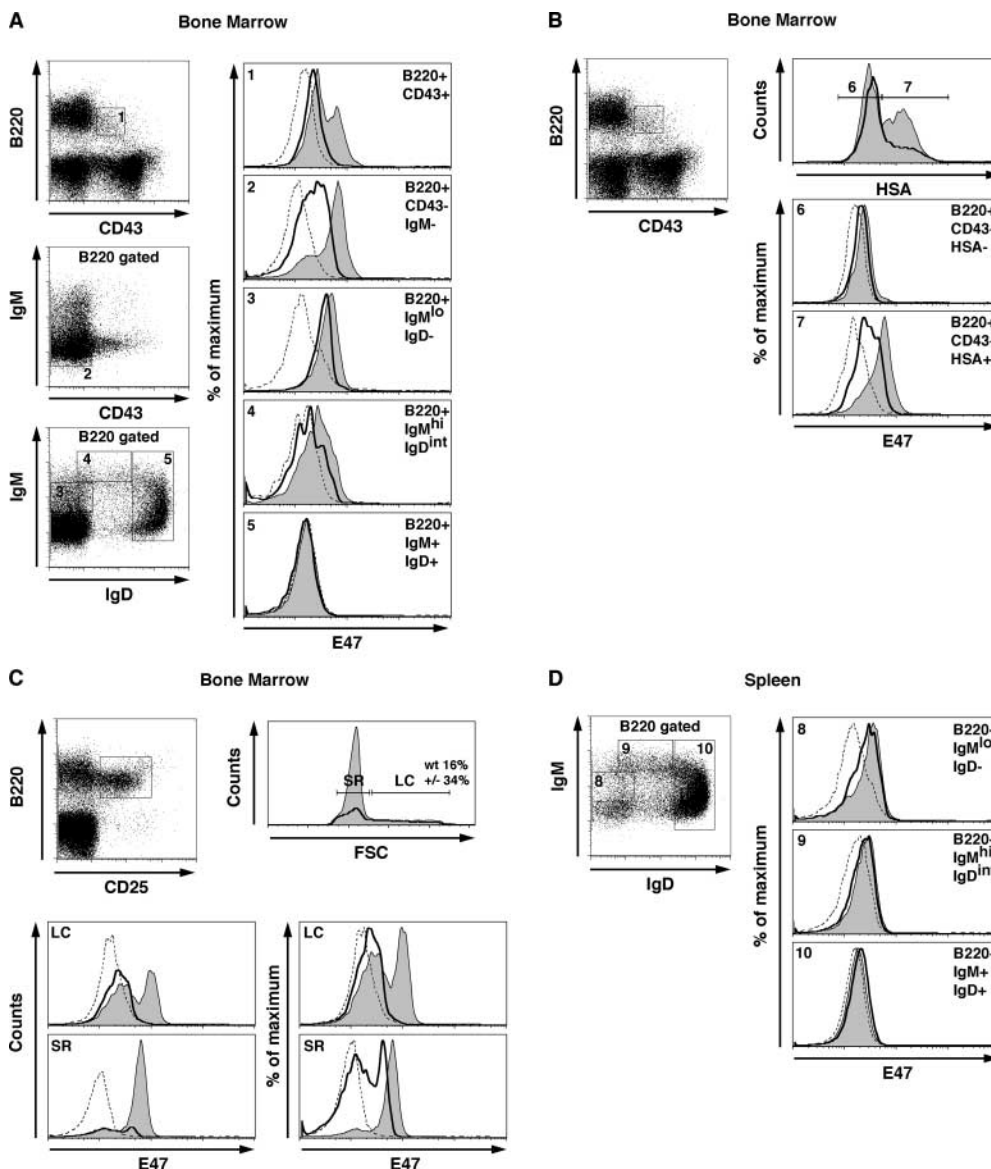 A
Bone Marrow
B220
1
CD43
B220 gated
IgM
2
CD43
B220 gated
IgM
3
4
5
IgD
% of maximum
1
B220+
CD43+
2
B220+
CD43-
IgM-
3
B220+
IgMlo
IgD-
4
B220+
IgMhi
IgDint
5
B220+
IgM+
IgD+
E47
B
Bone Marrow
B220
CD43
Counts
6
7
HSA
% of maximum
6
B220+
CD43-
HSA-
7
B220+
CD43-
HSA+
E47
C
Bone Marrow
B220
CD25
Counts
SR
LC
wt 16%
+/- 34%
FSC
Counts
LC
SR
E47
% of maximum
LC
SR
E47
D
Spleen
B220 gated
IgM
8
9
10
IgD
% of maximum
8
B220-
IgMlo
IgD-
9
B220-
IgMhi
IgDint
10
B220-
IgM+
IgD+
E47